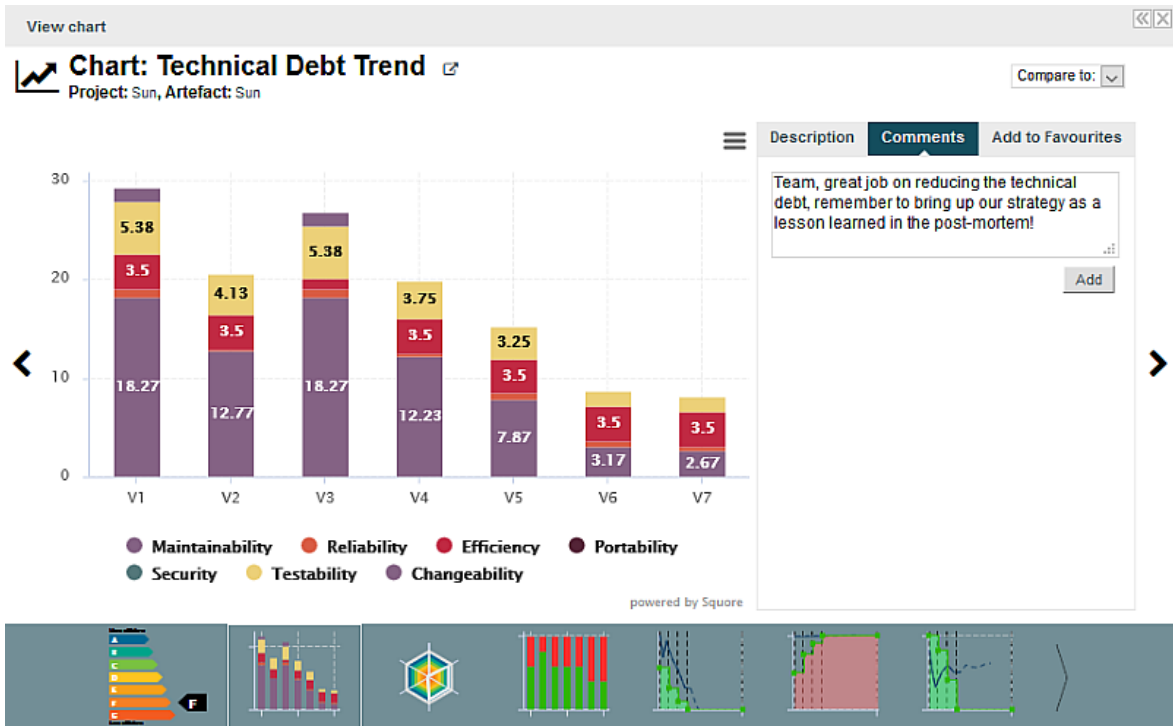 View chart
Chart: Technical Debt Trend
Project: Sun, Artefact: Sun
Compare to:
Description Comments Add to Favourites
Team, great job on reducing the technical
debt, remember to bring up our strategy as a
lesson learned in the post-mortem!
Add
30
20
10
0
5.38
3.5
18.27
4.13
3.5
12.77
5.38
18.27
3.75
3.5
12.23
3.25
3.5
7.87
3.5
3.17
3.5
2.67
V1 V2 V3 V4 V5 V6 V7
Maintainability Reliability Efficiency Portability
Security Testability Changeability
powered by Squore
A
B
C
D
E
F
G
F